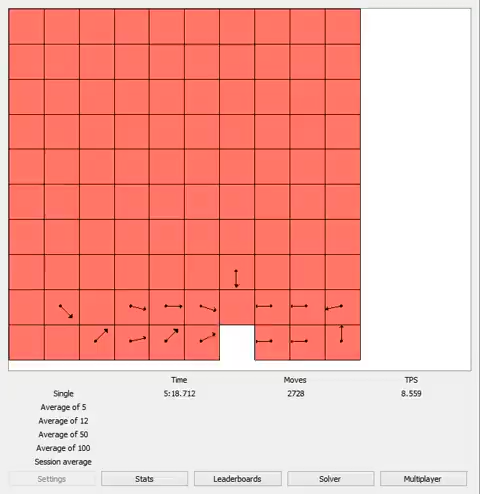 Time Moves TPS
Single 5:18.712 2728 8.559
Average of 5
Average of 12
Average of 50
Average of 100
Session average
Settings Stats Leaderboards Solver Multiplayer